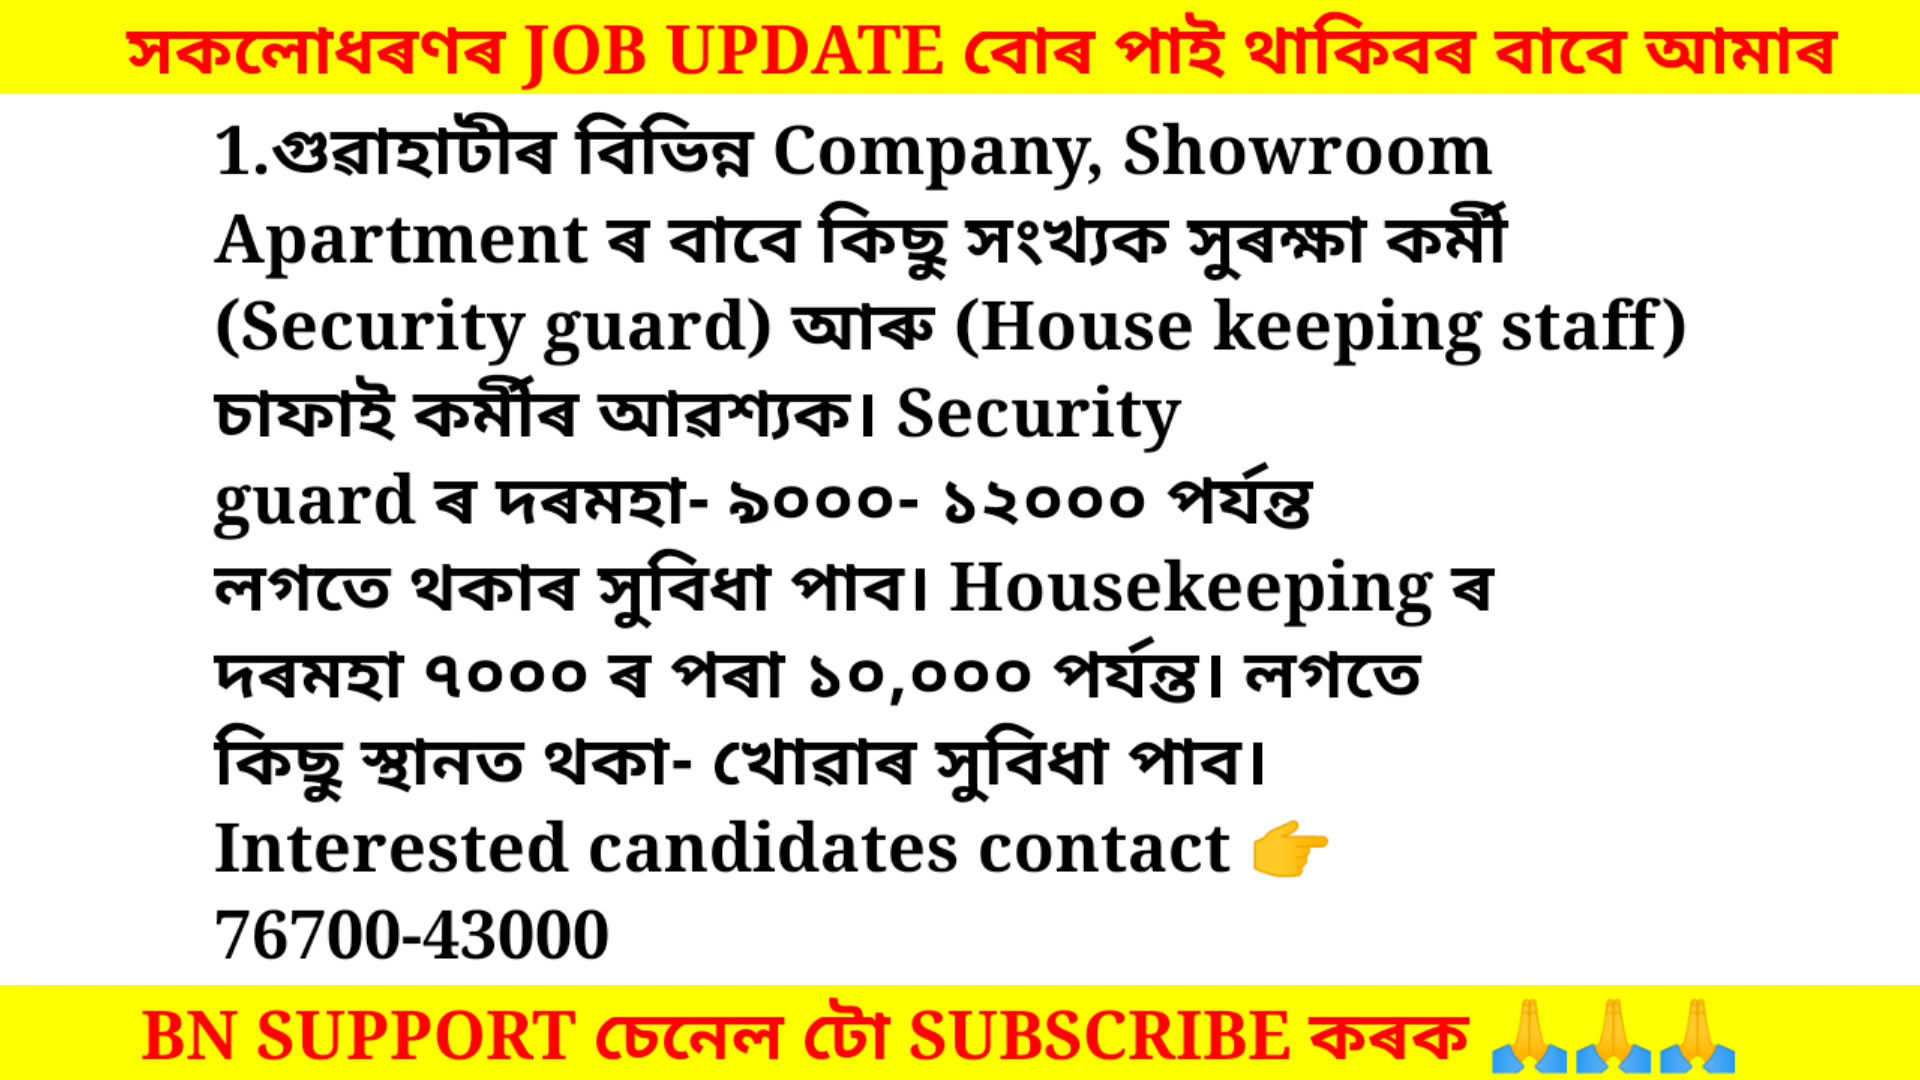 সকলোধৰণৰ JOB UPDATE বোৰ পাই থাকিবৰ বাবে আমাৰ
1.গুৱাহাটীৰ বিভিন্ন Company, Showroom
Apartment ৰ বাবে কিছু সংখ্যক সুৰক্ষা কৰ্মী
(Security guard) আৰু (House keeping staff)
চাফাই কৰ্মীৰ আৱশ্যক। Security
guard ৰ দৰমহা- ৯০০০- ১২০০০ পৰ্যন্ত
লগতে থকাৰ সুবিধা পাব। Housekeeping ৰ
দৰমহা ৭০০০ ৰ পৰা ১০,০০০ পৰ্যন্ত। লগতে
কিছু স্থানত থকা- খোৱাৰ সুবিধা পাব।
Interested candidates contact 👉
76700-43000
BN SUPPORT চেনেল টো SUBSCRIBE কৰক 🙏🙏🙏